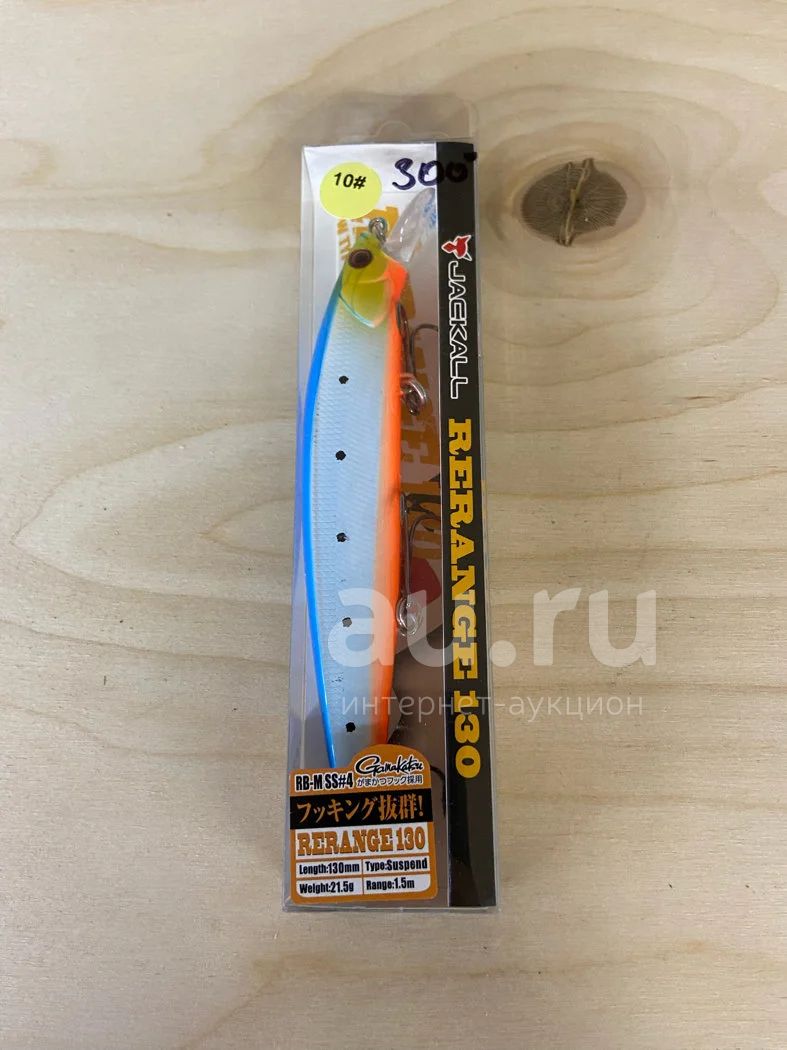 10#
300
JACKALL
RERANGE 130
au.ru
интернет-аукцион
RB-M SS#4
Gamakatsu
がまかつフック採用
フッキング抜群!
RERANGE 130
Length:130mm
Type:Suspend
Weight:21.5g
Range:1.5m